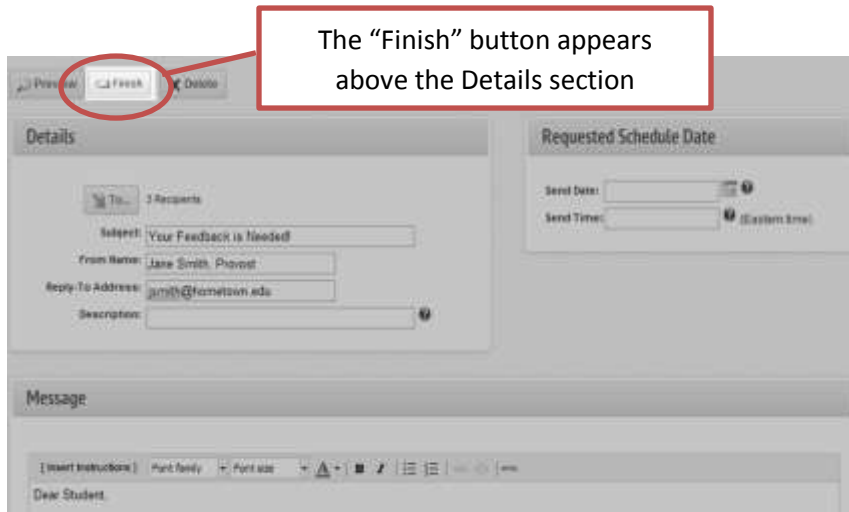 The “Finish” button appears
above the Details section
Preview Finish Delete
Details
To... 3 Recipients
Subject: Your Feedback is Needed!
From Name: Jane Smith, Provost
Reply-To Address: jsmith@hometown.edu
Description:
Requested Schedule Date
Send Date:
Send Time: (Eastern time)
Message
[Insert Instructions] Font family Font size A B I
Dear Student,